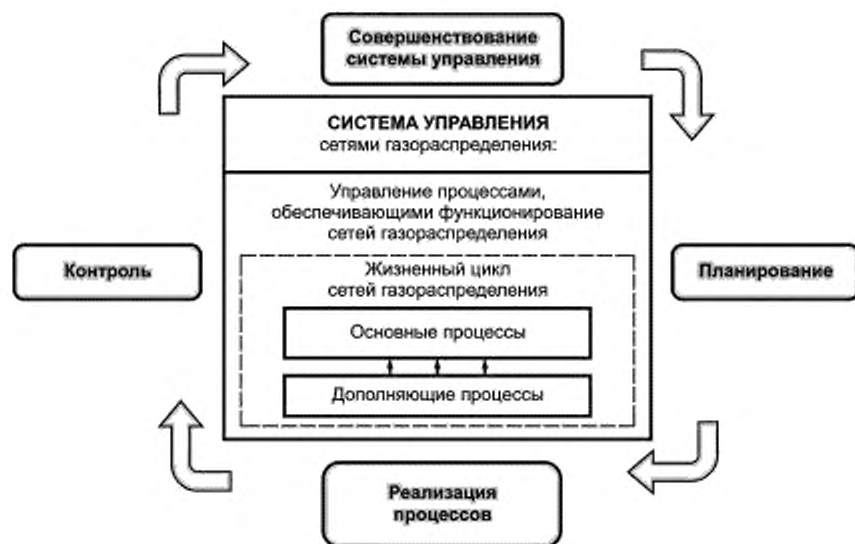 Совершенствование
системы управления
СИСТЕМА УПРАВЛЕНИЯ
сетями газораспределения:
Управление процессами,
обеспечивающими функционирование
сетей газораспределения
Контроль
Планирование
Жизненный цикл
сетей газораспределения
Основные процессы
Дополняющие процессы
Реализация
процессов